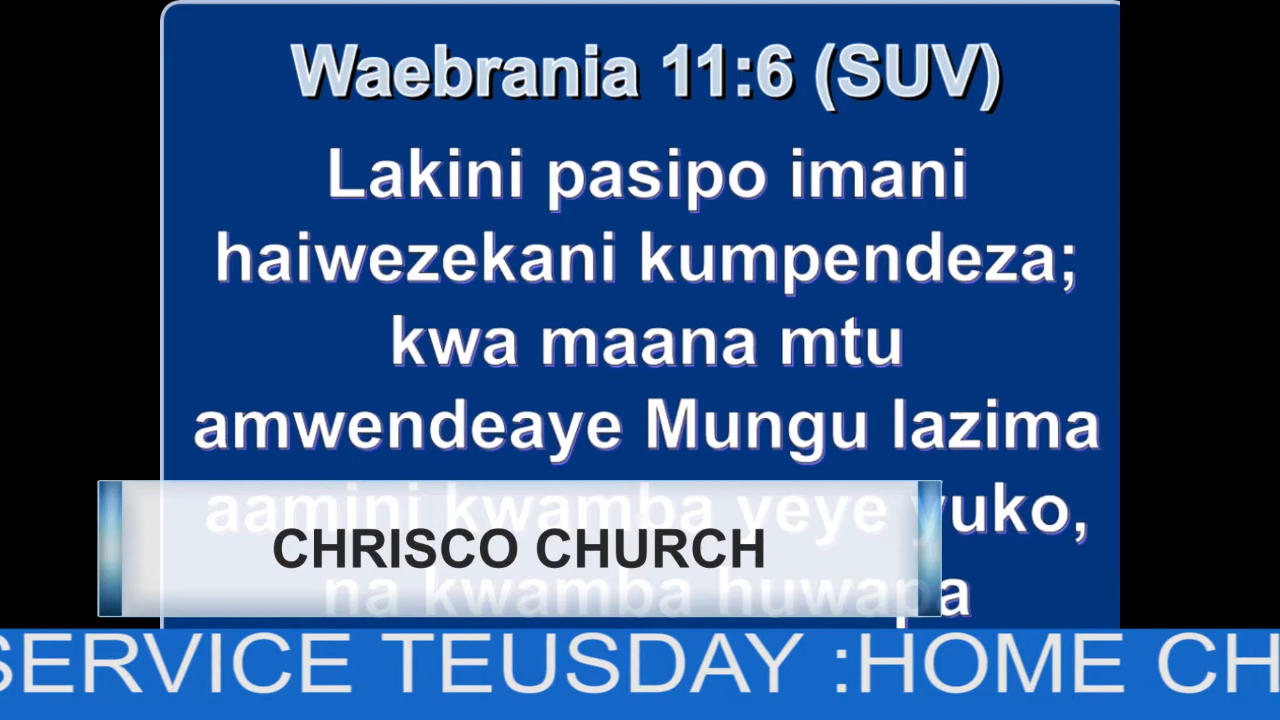 Waebrania 11:6 (SUV)
Lakini pasipo imani
haiwezekani kumpendeza;
kwa maana mtu
amwendeaye Mungu lazima
aamini kwamba yeye yuko,
na kwamba huwapa
CHRISCO CHURCH
SERVICE TEUSDAY :HOME CH